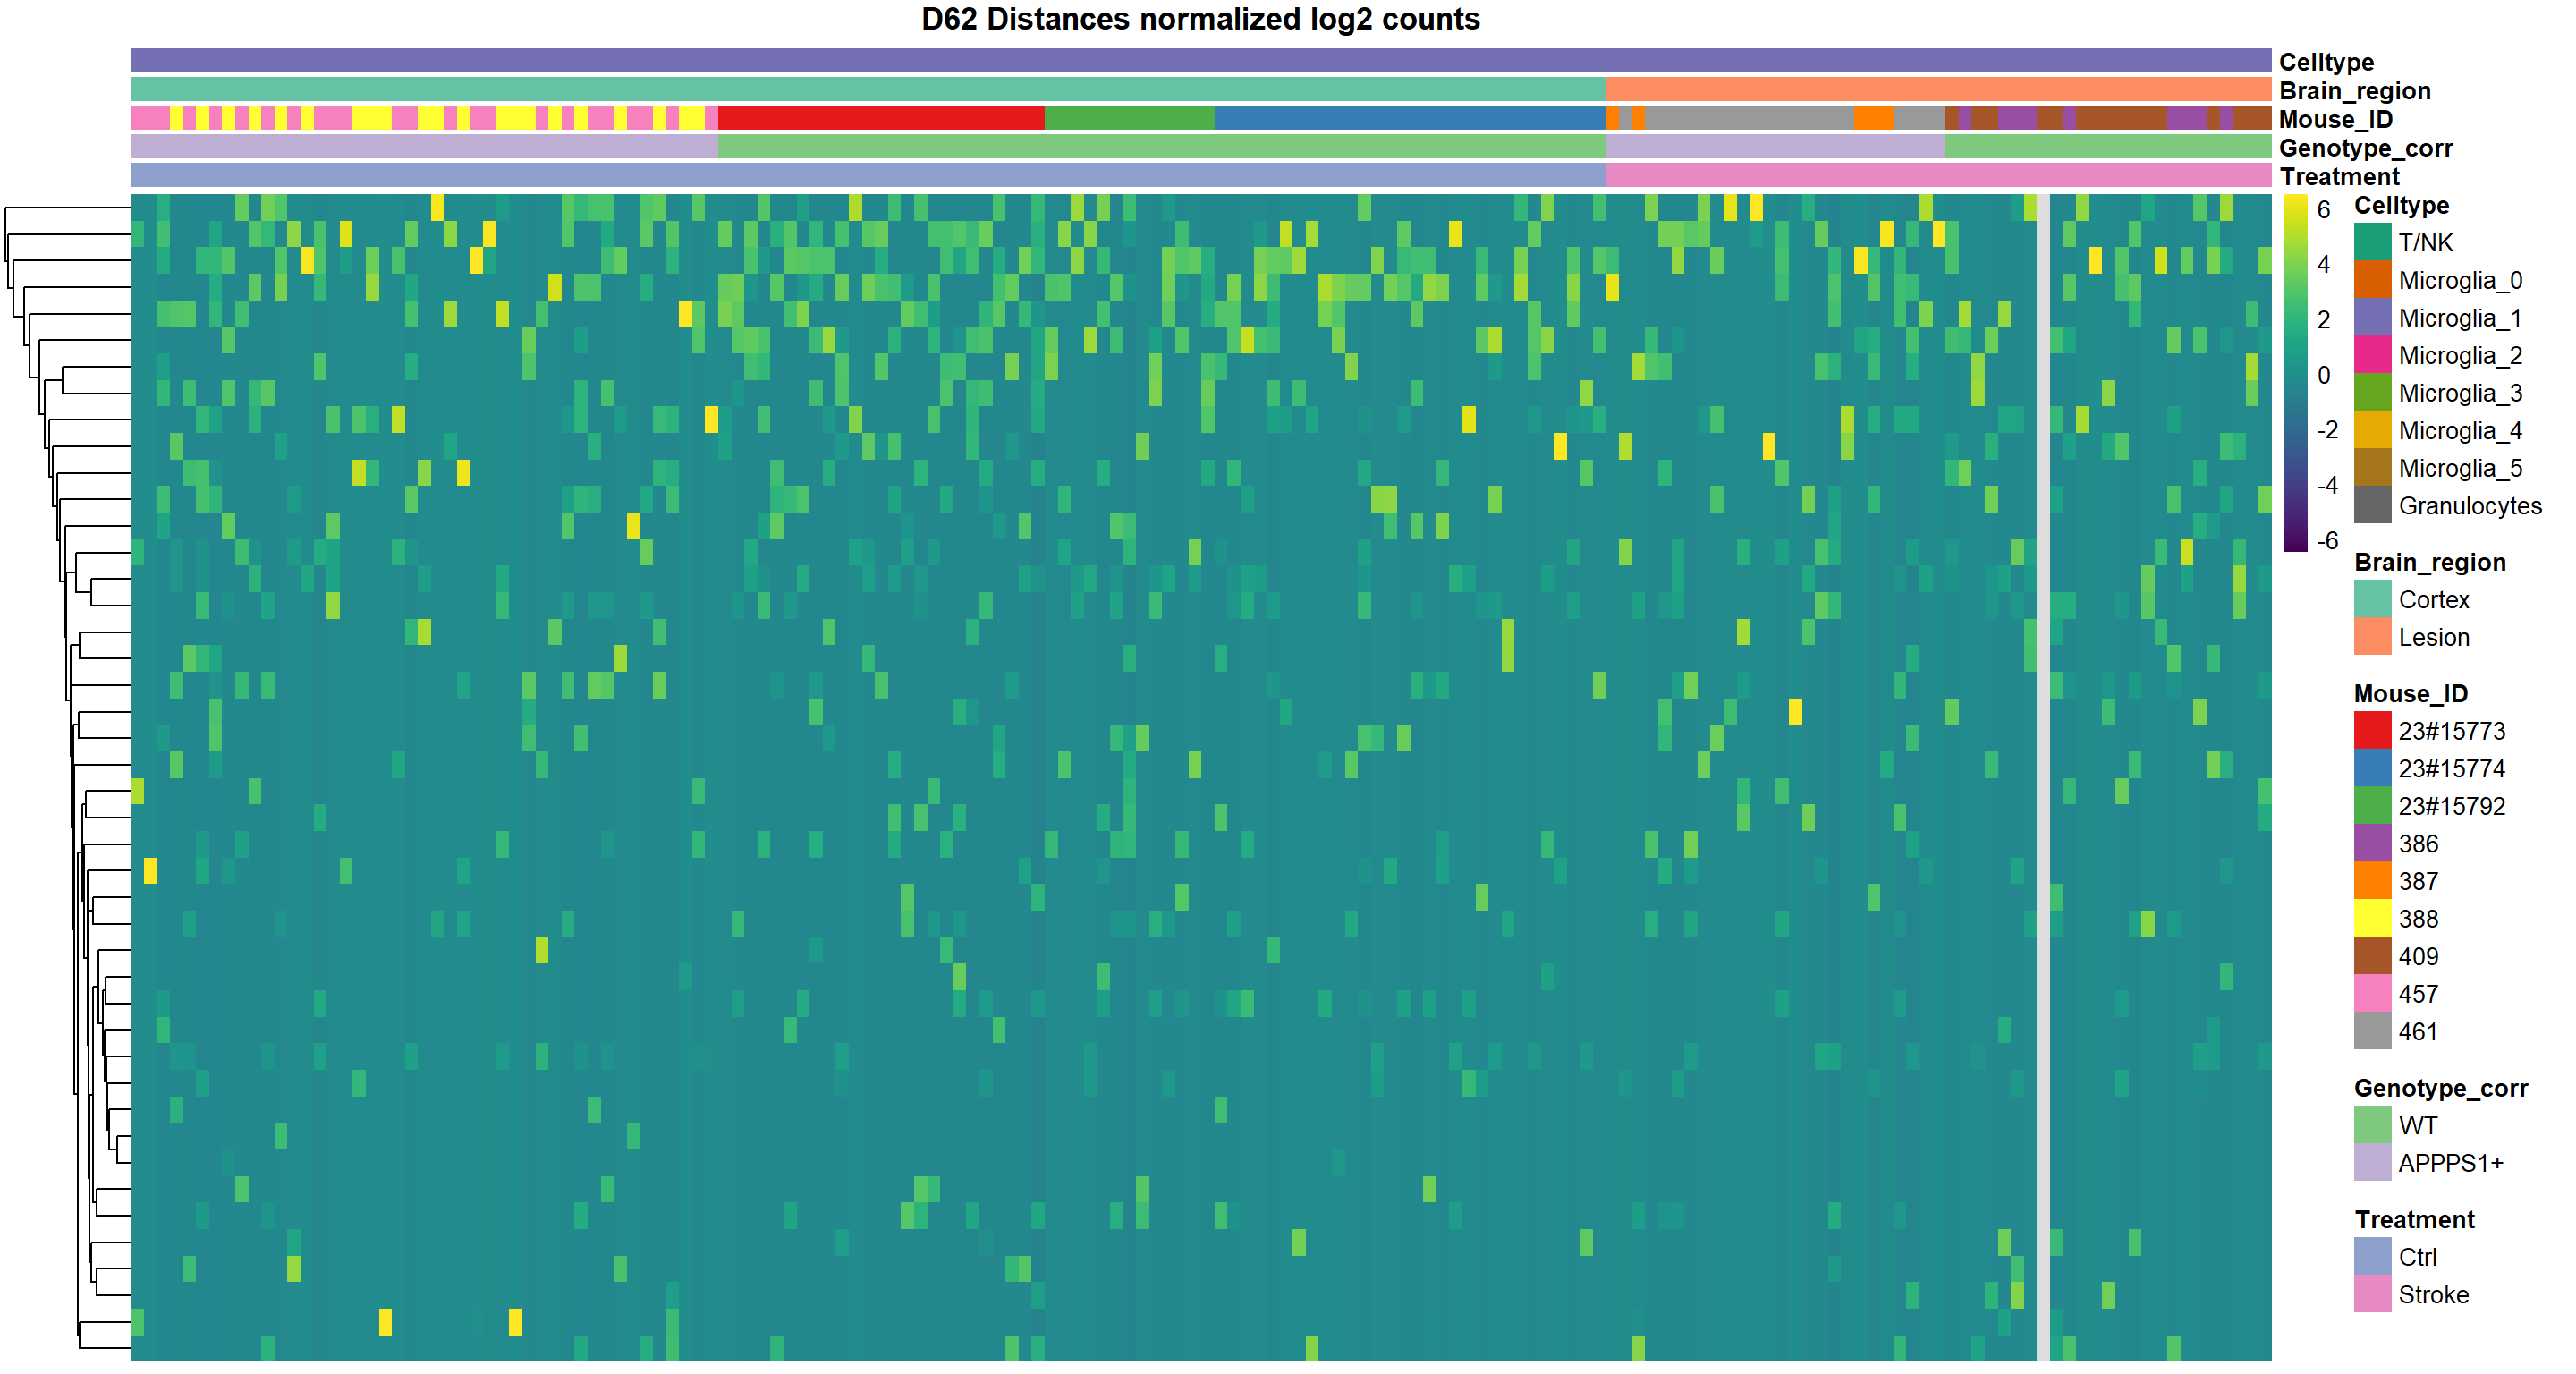 D62 Distances normalized log2 counts
Celltype
Brain_region
Mouse_ID
Genotype_corr
Treatment
6
4
2
0
-2
-4
-6
Celltype
T/NK
Microglia_0
Microglia_1
Microglia_2
Microglia_3
Microglia_4
Microglia_5
Granulocytes
Brain_region
Cortex
Lesion
Mouse_ID
23#15773
23#15774
23#15792
386
387
388
409
457
461
Genotype_corr
WT
APPPS1+
Treatment
Ctrl
Stroke